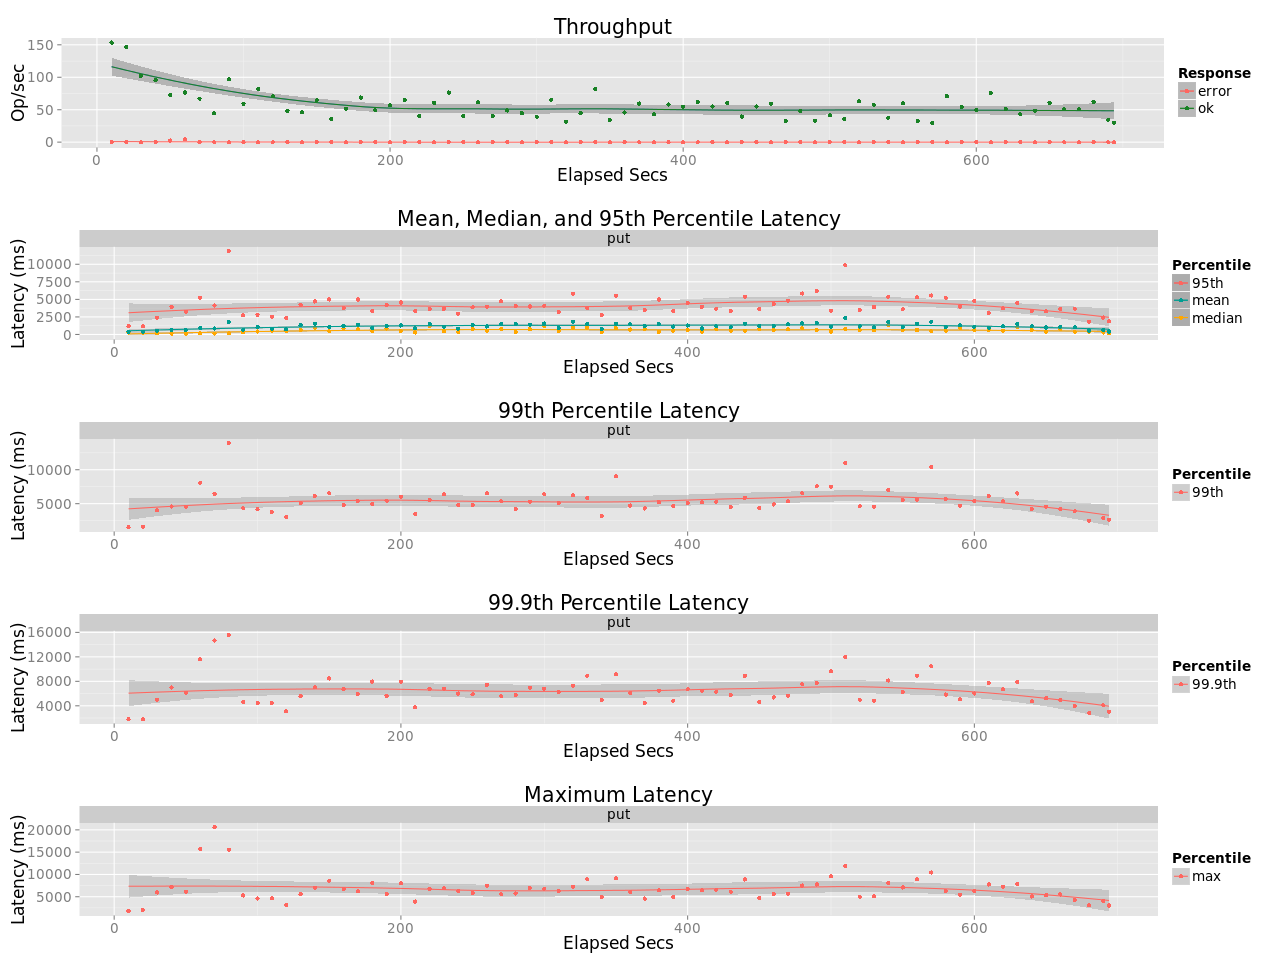 Throughput
150
100
50
0
Op/sec
0
200
400
600
Elapsed Secs
Response
error
ok
Mean, Median, and 95th Percentile Latency
put
10000
7500
5000
2500
0
Latency (ms)
0
200
400
600
Elapsed Secs
Percentile
95th
mean
median
99th Percentile Latency
put
10000
5000
Latency (ms)
0
200
400
600
Elapsed Secs
Percentile
99th
99.9th Percentile Latency
put
16000
12000
8000
4000
Latency (ms)
0
200
400
600
Elapsed Secs
Percentile
99.9th
Maximum Latency
put
20000
15000
10000
5000
Latency (ms)
0
200
400
600
Elapsed Secs
Percentile
max